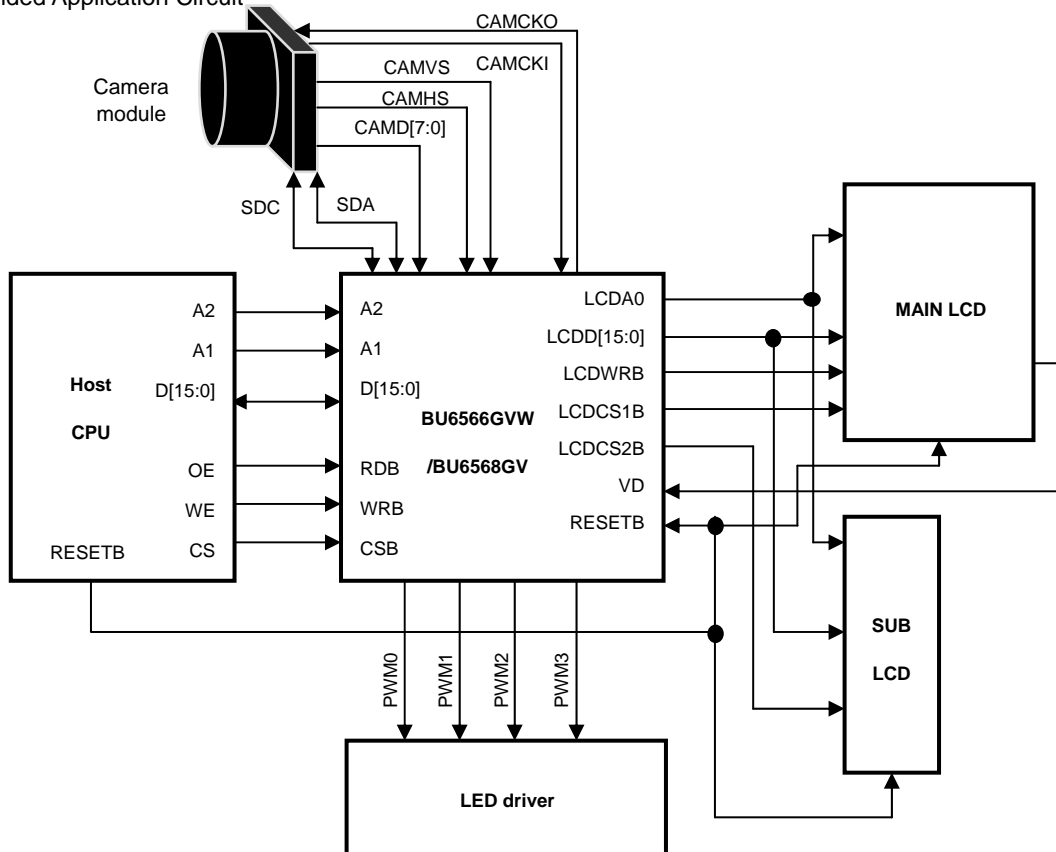 ded Application Circuit
CAMCKO
CAMCKI
CAMVS
CAMHS
CAMD[7:0]
Camera
module
SDC
SDA
A2
A1
D[15:0]
Host
CPU
OE
WE
CS
RESETB
A2
A1
D[15:0]
BU6566GVW
/BU6568GV
RDB
WRB
CSB
LCDA0
LCDD[15:0]
LCDWRB
LCDCS1B
LCDCS2B
VD
RESETB
MAIN LCD
SUB
LCD
PWM0
PWM1
PWM2
PWM3
LED driver